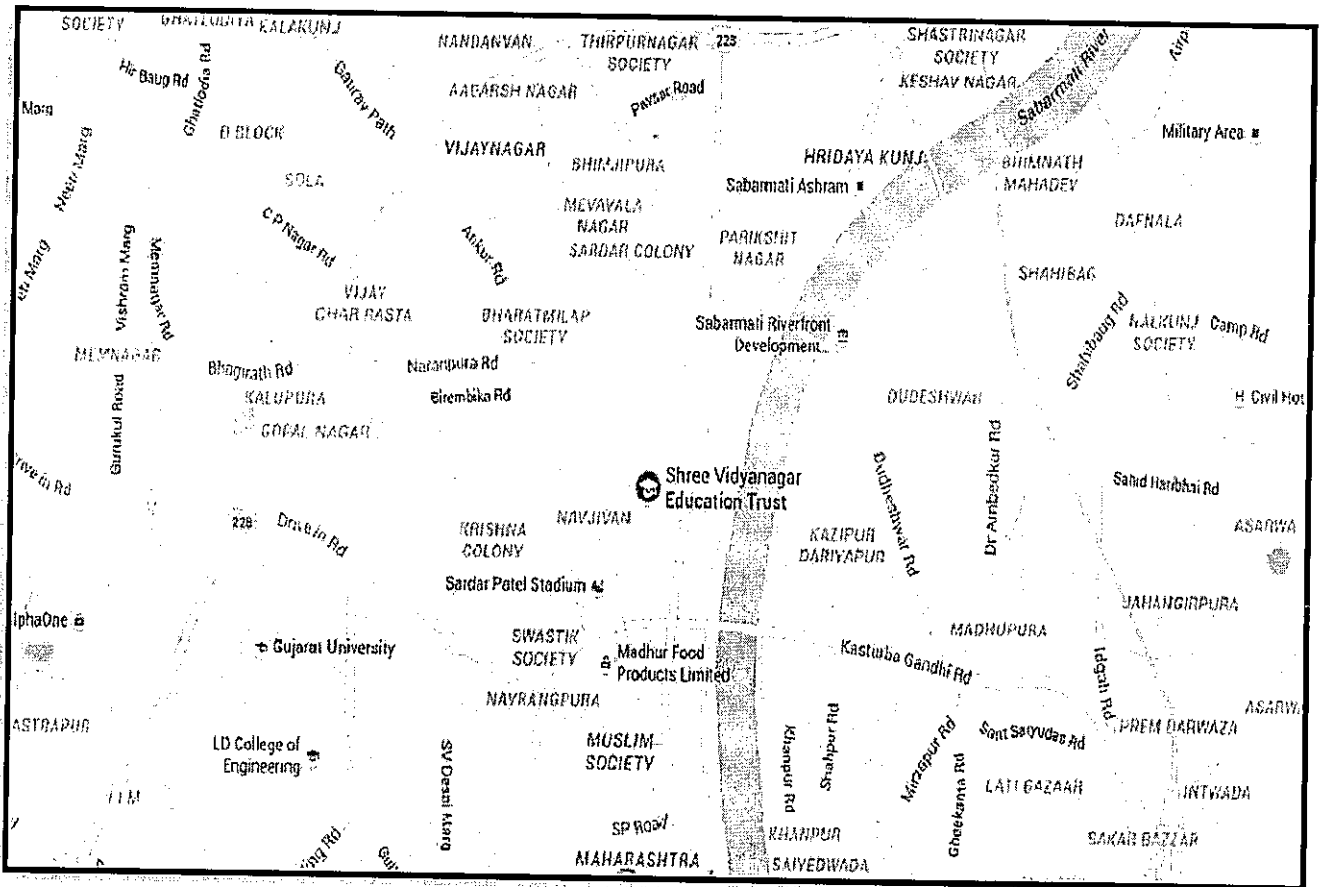 SOCIETY
GHATLODIYA
KALAKUNJ
NANDANVAN
THIRPURNAGAR
SOCIETY
223
SHASTRINAGAR
SOCIETY
KESHAV NAGAR
Sabarmati River
Airp
Hir Baug Rd
Ghatlodia Rd
Gaurav Path
AADARSH NAGAR
Marg
Military Area
VIJAYNAGAR
BHIMJIPURA
HRIDAYA KUNJ
BHIMNATH
MAHADEV
SOLA
Sabarmati Ashram
MEVAVALA
NAGAR
SARDAR COLONY
PARIKSHIT
NAGAR
DAFNALA
C P Nagar Rd
Ankur Rd
Vishram Marg
Memnagar Rd
SHAHIBAG
VIJAY
CHAR RASTA
BHARATMILAP
SOCIETY
Sabarmati Riverfront
Development...
Shahibaug Rd
SOCIETY
Camp Rd
MEMNAGAR
Bhagirath Rd
Naranpura Rd
KALUPURA
Birembika Rd
DUDESHWAR
Civil Hos
GOPAL NAGAR
Gurukul Road
Dr Ambedkar Rd
Dudheshwar Rd
Shree Vidyanagar
Education Trust
Sahid Haribhai Rd
228
Drive in Rd
KRISHNA
COLONY
NAVJIVAN
KAZIPUR
DARIYAPUR
ASARWA
Sardar Patel Stadium
JAHANGIRPURA
lphaOne
Gujarat University
SWASTIK
SOCIETY
Madhur Food
Products Limited
MADHUPURA
Kasturba Gandhi Rd
Idgah Rd
NAVRANGPURA
ASTRAPUR
ASARWA
LD College of
Engineering
SV Desai Marg
MUSLIM
SOCIETY
Khanpur Rd
Shahpur Rd
Mirzapur Rd
Gheekanta Rd
PREM DARWAZA
LATI BAZAAR
INTWADA
IIM
SP Road
KHANPUR
SAKAR BAZZAR
MAHARASHTRA
SAIYEDWADA